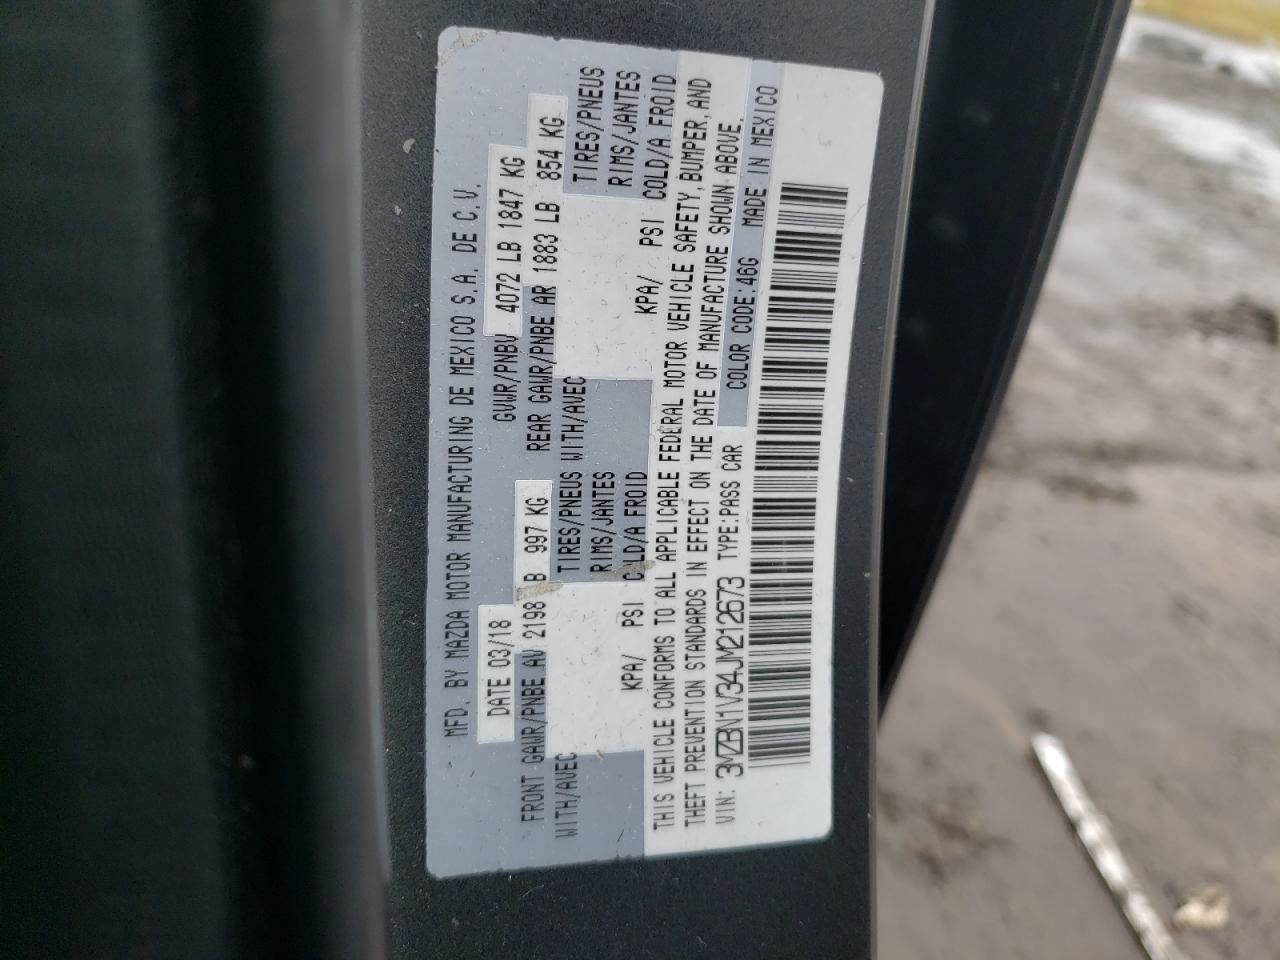 MFD. BY MAZDA MOTOR MANUFACTURING DE MEXICO S.A. DE C.V.
DATE 03/18 GVWR/PNBV 4072 LB 1847 KG
FRONT GAWR/PNBE AV 2198 B 997 KG REAR GAWR/PNBE AR 1883 LB 854 KG
WITH/AVEC TIRES/PNEUS WITH/AVEC TIRES/PNEUS
RIMS/JANTES RIMS/JANTES
KPA/ PSI COLD/A FROID KPA/ PSI COLD/A FROID
THIS VEHICLE CONFORMS TO ALL APPLICABLE FEDERAL MOTOR VEHICLE SAFETY, BUMPER, AND
THEFT PREVENTION STANDARDS IN EFFECT ON THE DATE OF MANUFACTURE SHOWN ABOVE.
VIN: 3MZBN1V34JM212673 TYPE:PASS CAR COLOR CODE:46G MADE IN MEXICO